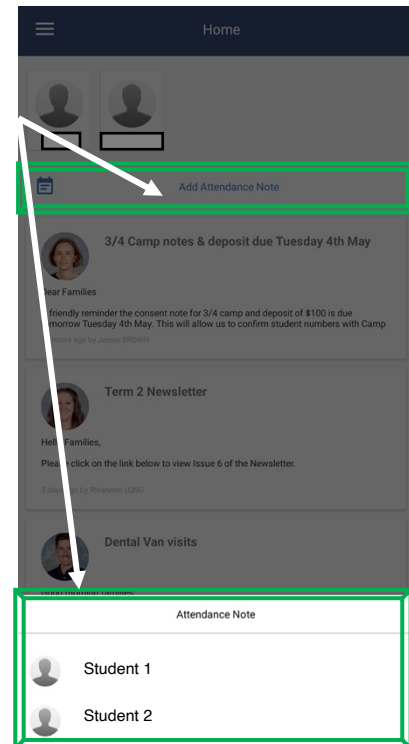 Home
Add Attendance Note
3/4 Camp notes & deposit due Tuesday 4th May
Dear Families
friendly reminder the consent note for 3/4 camp and deposit of $100 is due
tomorrow Tuesday 4th May. This will allow us to confirm student numbers with Camp
hours ago by Jessie BROWN
Term 2 Newsletter
Hello Families,
Please click on the link below to view Issue 6 of the Newsletter.
3 days ago by Rhiannon LONG
Dental Van visits
Good morning families
Attendance Note
Student 1
Student 2